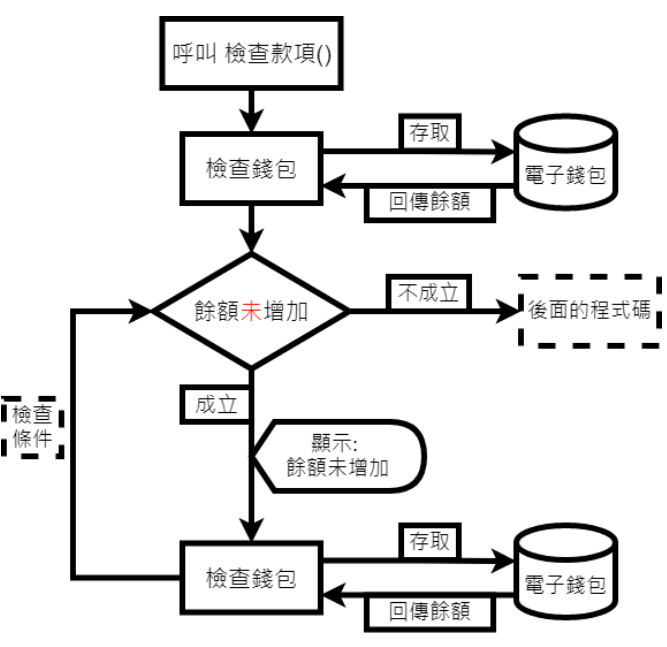 呼叫 檢查款項()
存取
檢查錢包
電子錢包
回傳餘額
不成立
餘額未增加
後面的程式碼
成立
檢查
條件
顯示:
餘額未增加
存取
檢查錢包
電子錢包
回傳餘額